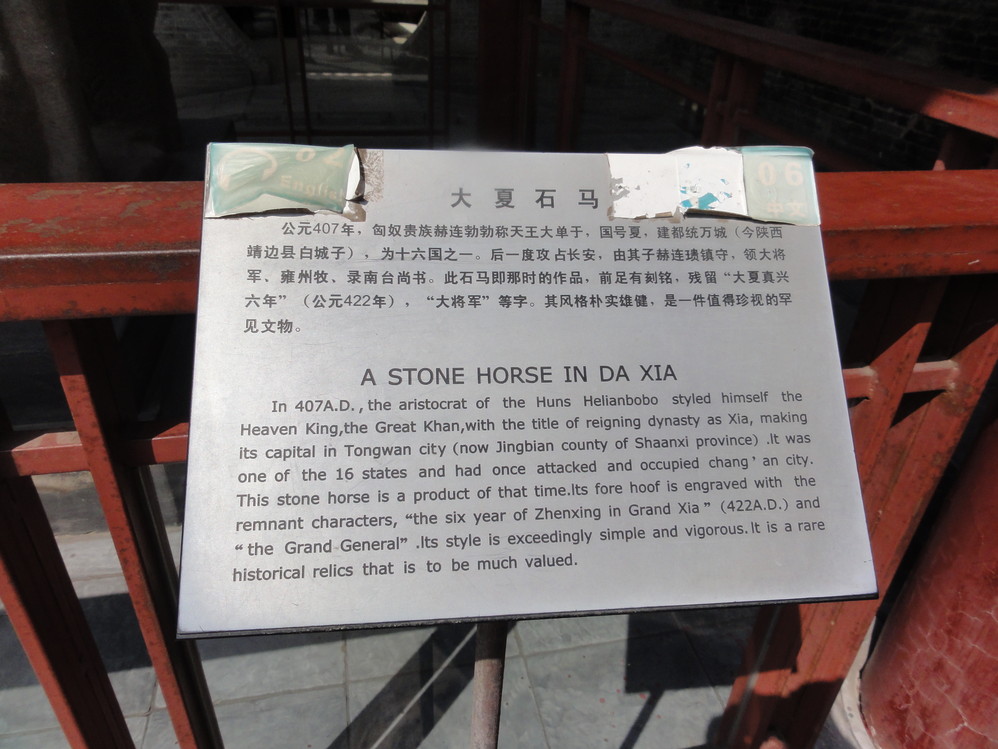 English
06
中文
大夏石马
公元407年，匈奴贵族赫连勃勃称天王大单于，国号夏，建都统万城（今陕西
靖边县白城子），为十六国之一。后一度攻占长安，由其子赫连璝镇守，领大将
军、雍州牧、录南台尚书。此石马即那时的作品，前足有刻铭，残留“大夏真兴
六年”（公元422年），“大将军”等字。其风格朴实雄健，是一件值得珍视的罕
见文物。
A STONE HORSE IN DA XIA
In 407A.D.,the aristocrat of the Huns Helianbobo styled himself the
Heaven King,the Great Khan,with the title of reigning dynasty as Xia, making
its capital in Tongwan city (now Jingbian county of Shaanxi province) .It was
one of the 16 states and had once attacked and occupied chang'an city.
This stone horse is a product of that time.Its fore hoof is engraved with the
remnant characters, “the six year of Zhenxing in Grand Xia” (422A.D.) and
“the Grand General” .Its style is exceedingly simple and vigorous.It is a rare
historical relics that is to be much valued.